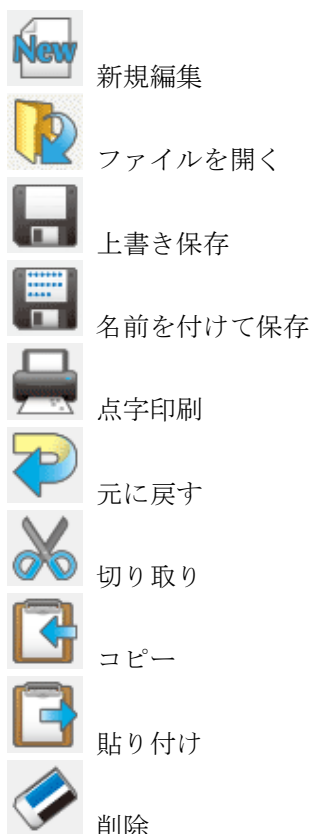 New
新規編集
ファイルを開く
上書き保存
名前を付けて保存
点字印刷
元に戻す
切り取り
コピー
貼り付け
削除